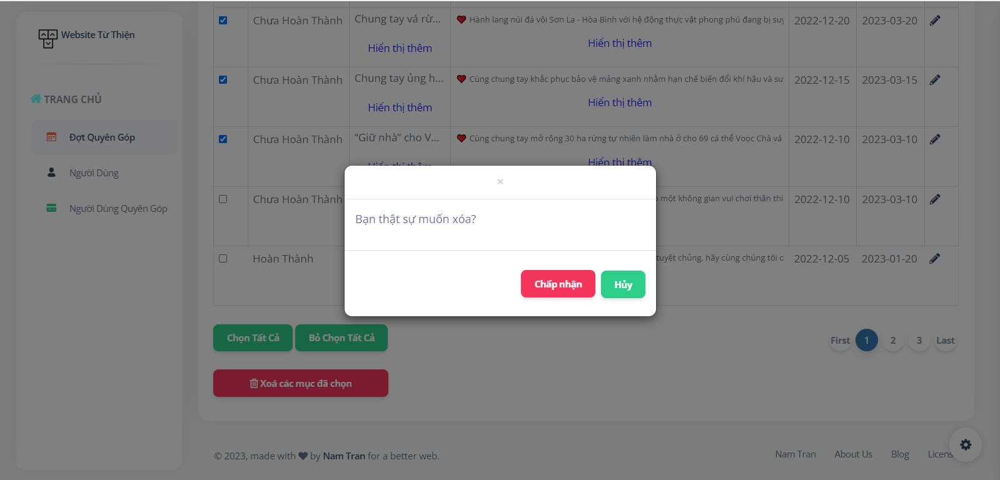 Website Từ Thiện
TRANG CHỦ
Đợt Quyên Góp
Người Dùng
Người Dùng Quyên Góp
Chưa Hoàn Thành Chung tay vá rừ... Hành lang núi đá vôi Sơn La - Hòa Bình với hệ động thực vật phong phú đang bị suy 2022-12-20 2023-03-20
Hiển thị thêm Hiển thị thêm
Chưa Hoàn Thành Chung tay ủng h... Cùng chung tay khắc phục bảo vệ mảng xanh nhằm hạn chế biến đổi khí hậu và suy 2022-12-15 2023-03-15
Hiển thị thêm Hiển thị thêm
Chưa Hoàn Thành “Giữ nhà” cho V... Cùng chung tay mở rộng 30 ha rừng tự nhiên làm nhà ở cho 69 cá thể Voọc Chà vá 2022-12-10 2023-03-10
Hiển thị thêm Hiển thị thêm
Chưa Hoàn Thành một không gian vui chơi thân thi 2022-12-10 2023-03-10
Hoàn Thành tuyệt chủng, hãy cùng chúng tôi 2022-12-05 2023-01-20
×
Bạn thật sự muốn xóa?
Chấp nhận Hủy
Chọn Tất Cả Bỏ Chọn Tất Cả
First 1 2 3 Last
Xoá các mục đã chọn
© 2023, made with by Nam Tran for a better web.
Nam Tran About Us Blog Licens